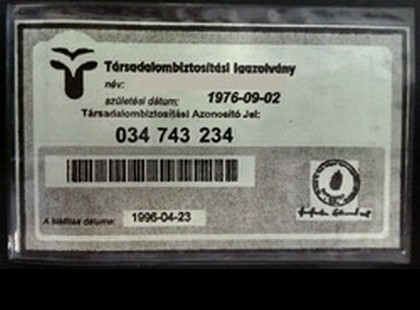 Társadalombiztosítási Igazolvány
név:
születési dátum: 1976-09-02
Társadalombiztosítási Azonosító Jel:
034 743 234
A kiállítás dátuma: 1996-04-23